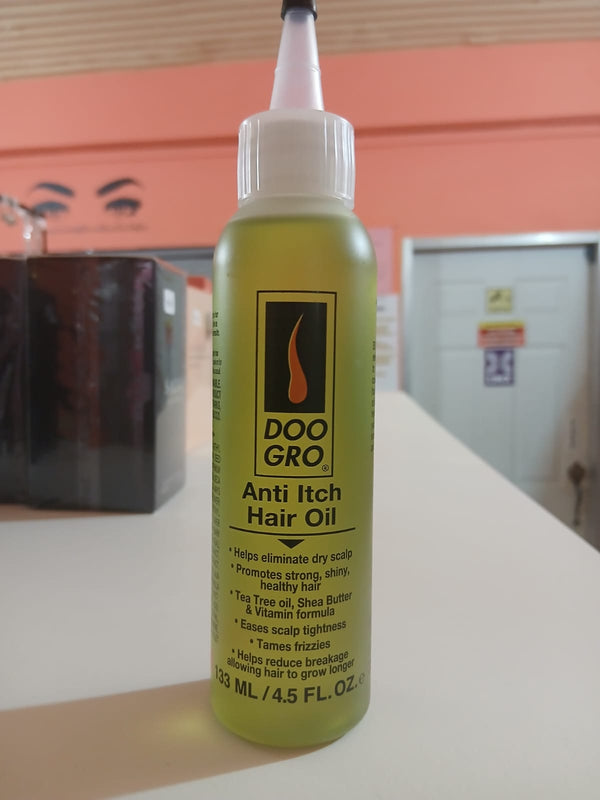 DOO
GRO®
Anti Itch
Hair Oil
• Helps eliminate dry scalp
• Promotes strong, shiny,
healthy hair
• Tea Tree oil, Shea Butter
& Vitamin formula
• Eases scalp tightness
• Tames frizzies
• Helps reduce breakage
allowing hair to grow longer
133 ML / 4.5 FL. OZ. e